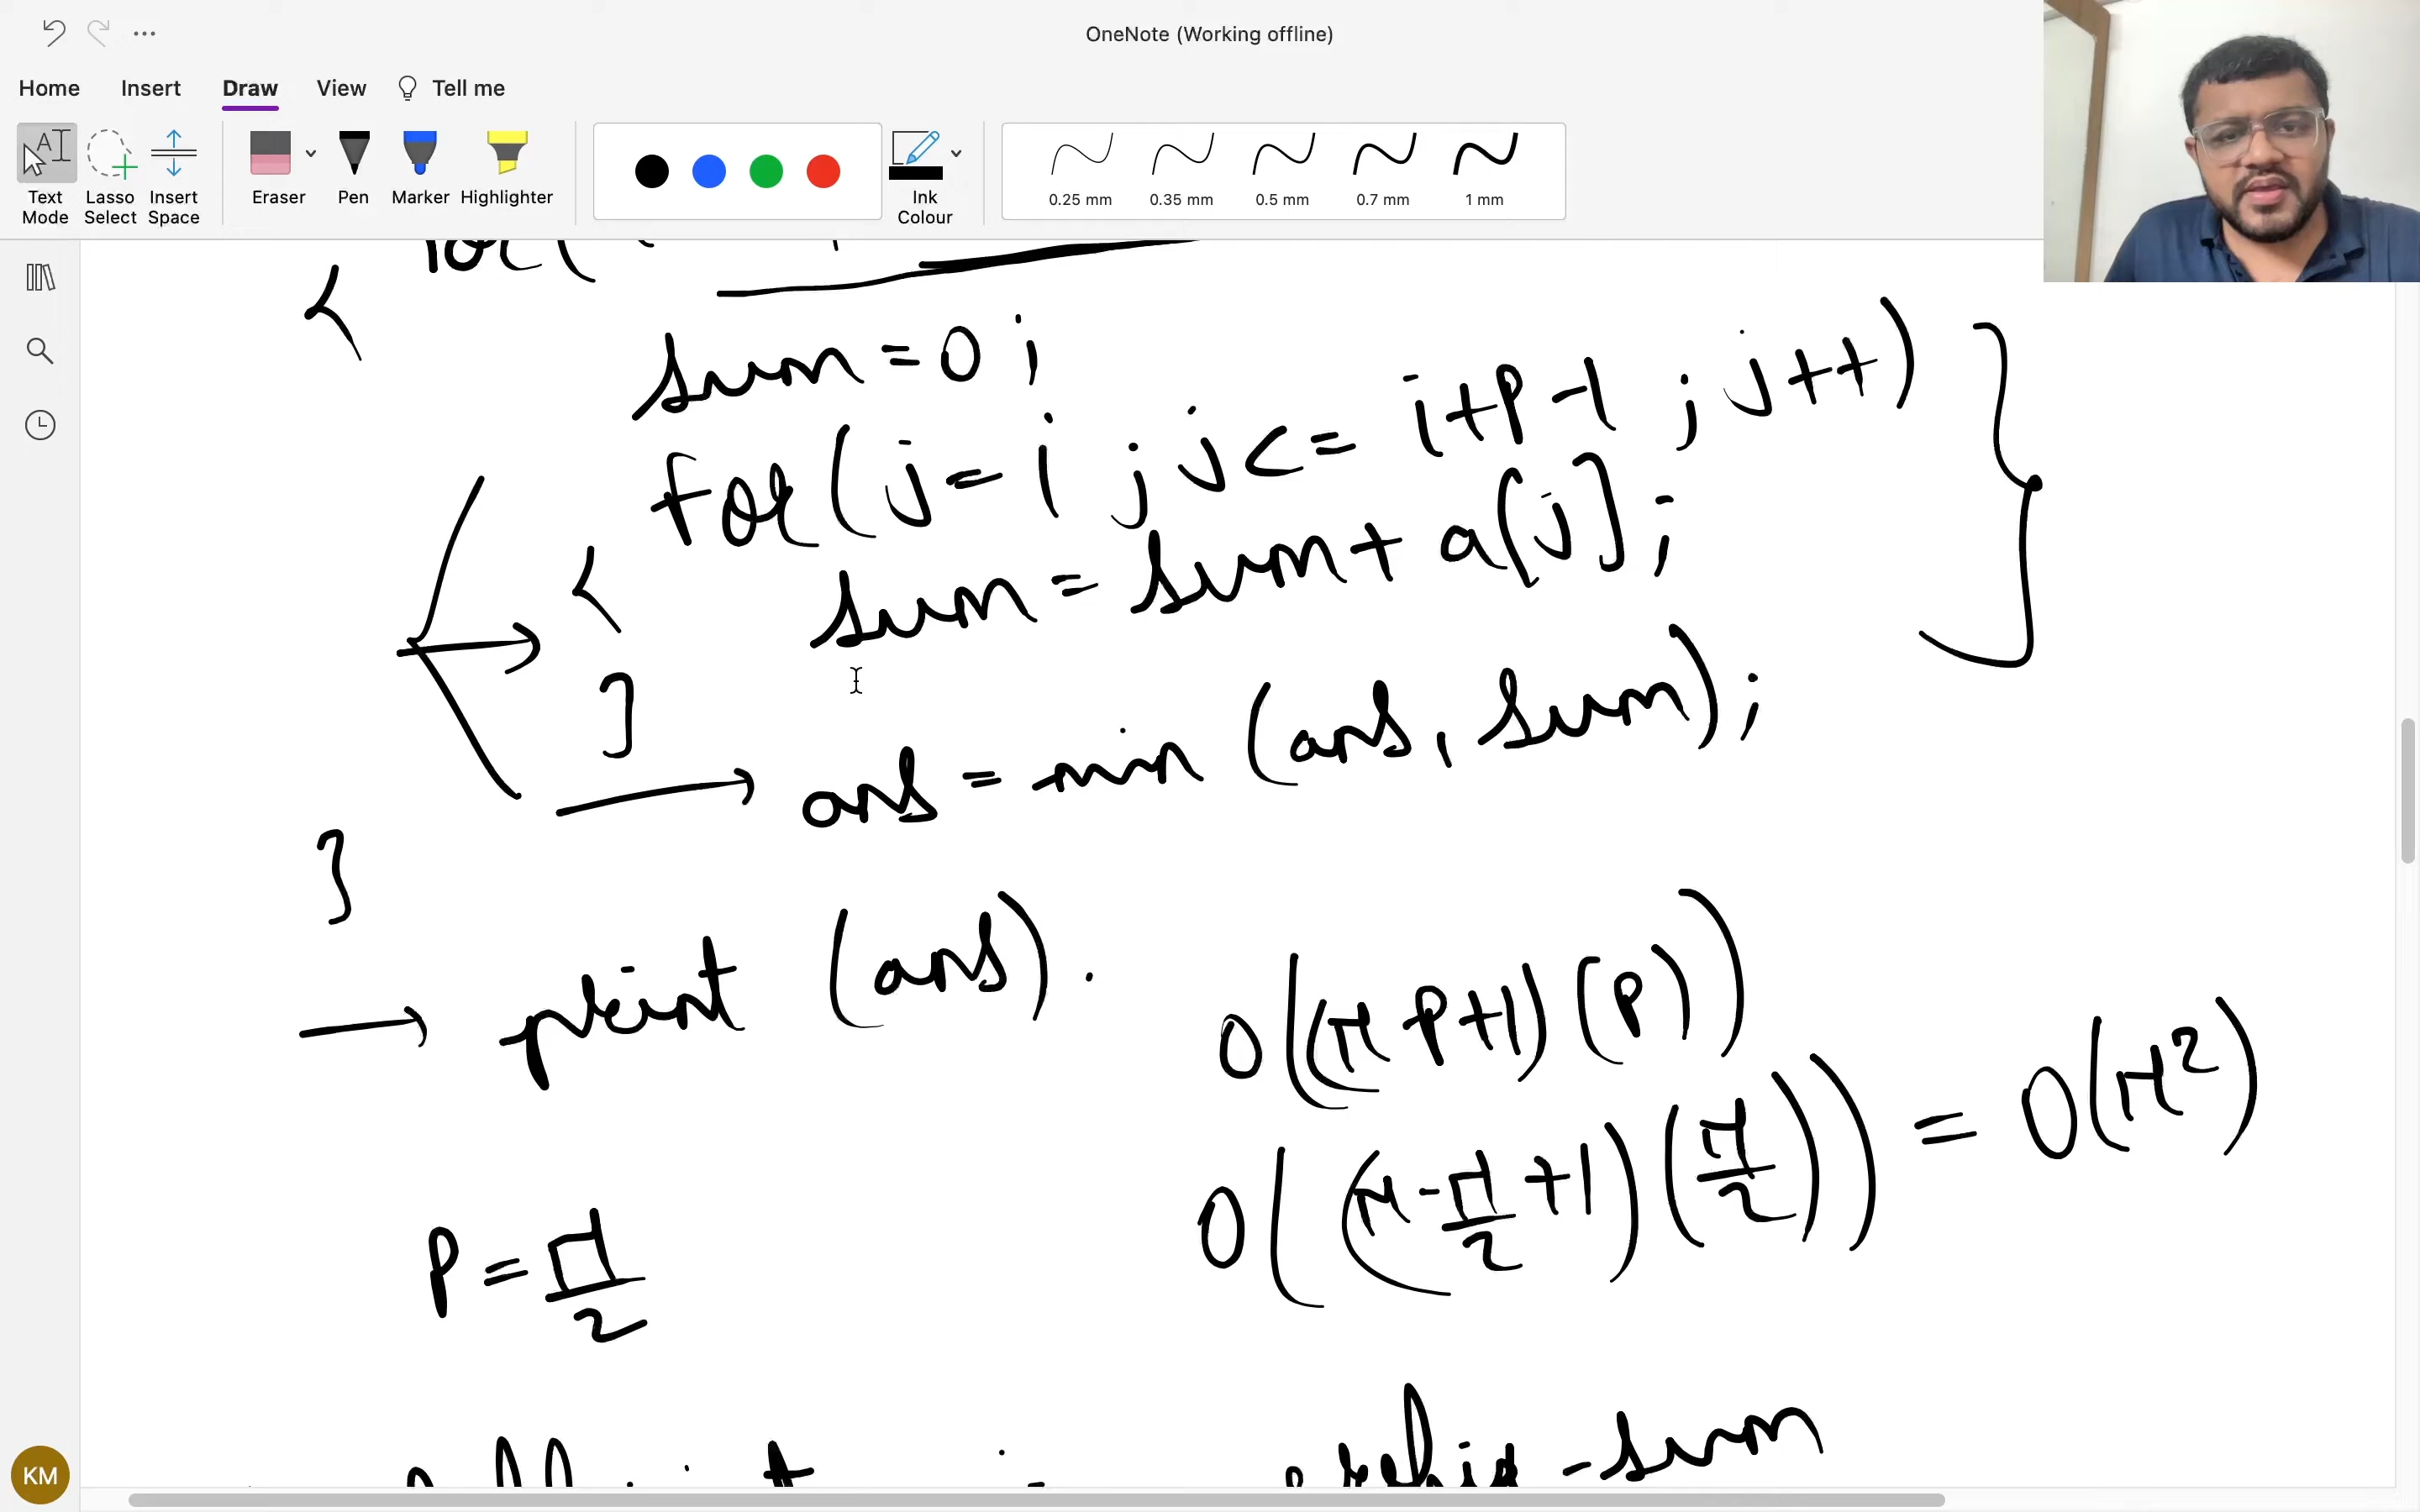 OneNote (Working offline)
Home Insert Draw View Tell me
Text Mode
Lasso Select
Insert Space
Eraser
Pen
Marker
Highlighter
Ink Colour
0.25 mm
0.35 mm
0.5 mm
0.7 mm
1 mm
for(
sum=0;
for(j=i; j<=i+p-1; j++)
sum=sum+a[j];
}
ans=min(ans, sum);
}
→ print (ans).
O((n-p+1)(p))
O((n-n/2+1)(n/2)) = O(n²)
p=n/2
-sum
KM